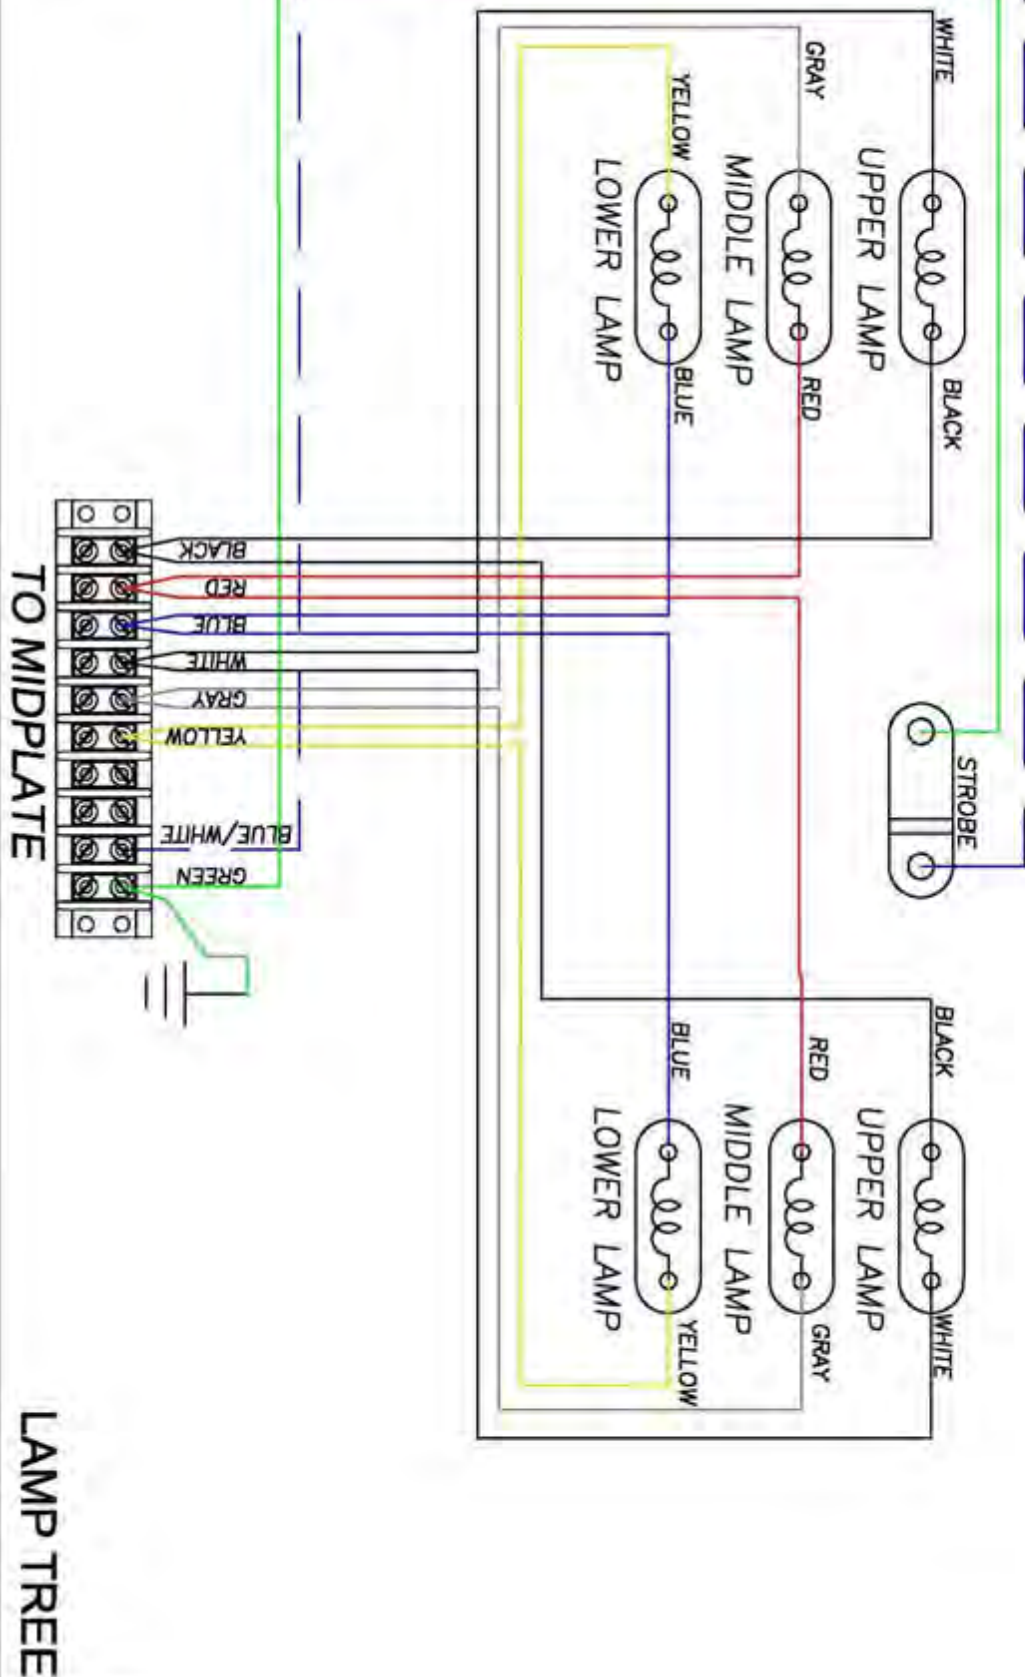 WHITE
GRAY
YELLOW
UPPER LAMP
MIDDLE LAMP
LOWER LAMP
BLACK
RED
BLUE
BLACK
RED
BLUE
WHITE
GRAY
YELLOW
BLUE/WHITE
GREEN
TO MIDPLATE
STROBE
BLACK
RED
BLUE
UPPER LAMP
MIDDLE LAMP
LOWER LAMP
WHITE
GRAY
YELLOW
LAMP TREE